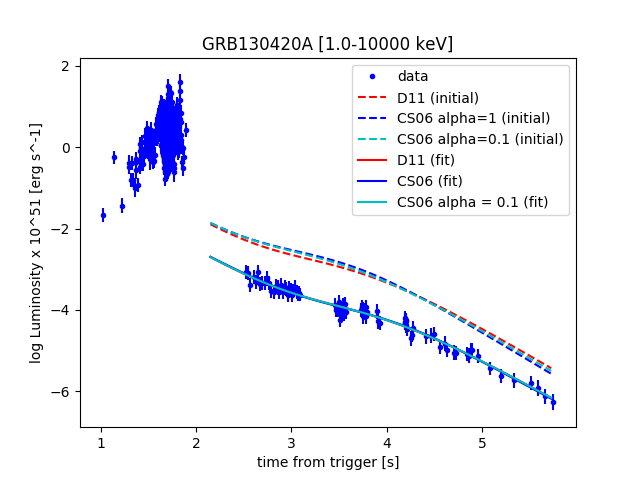 GRB130420A [1.0-10000 keV]
data
D11 (initial)
CS06 alpha=1 (initial)
CS06 alpha=0.1 (initial)
D11 (fit)
CS06 (fit)
CS06 alpha = 0.1 (fit)
log Luminosity x 10^51 [erg s^-1]
2
0
−2
−4
−6
1 2 3 4 5
time from trigger [s]